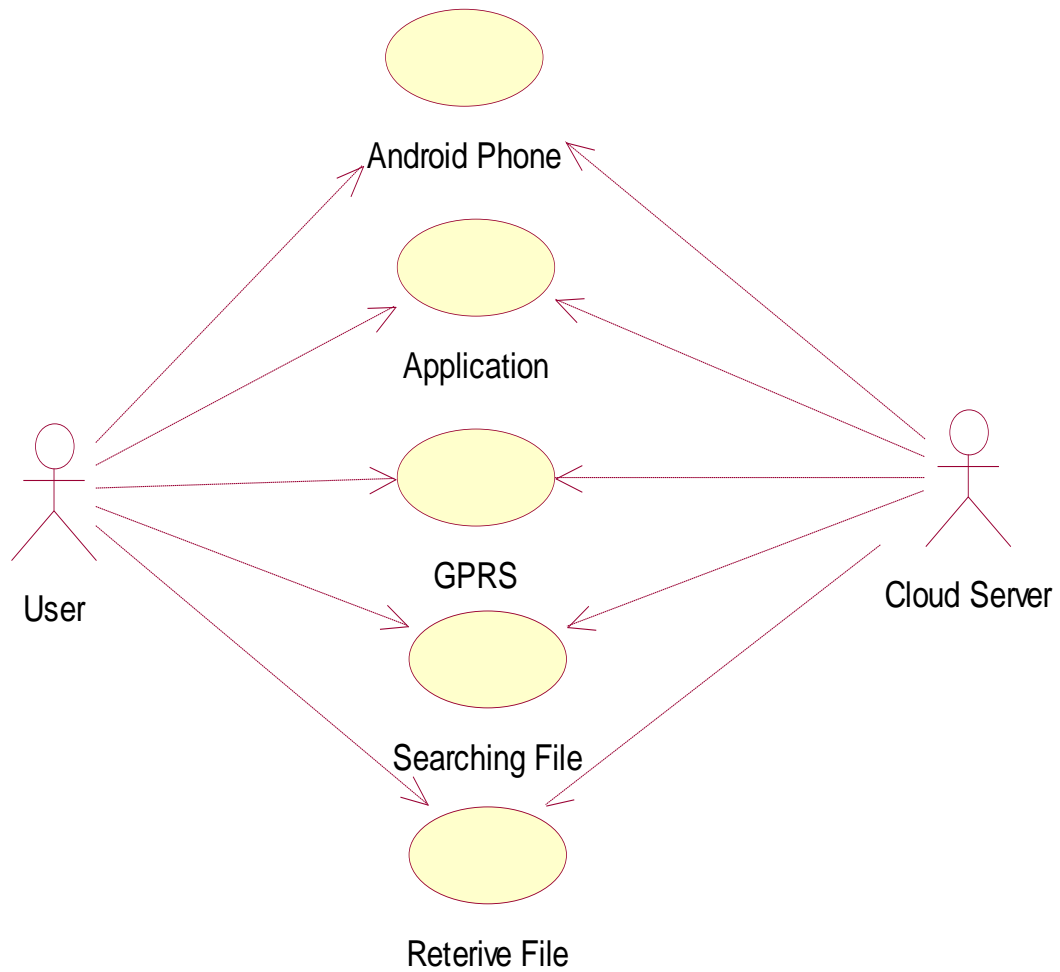 Android Phone
Application
GPRS
User
Cloud Server
Searching File
Reterive File